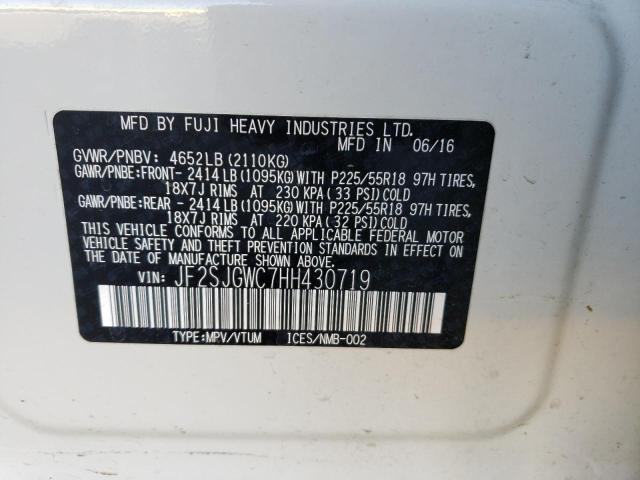 MFD BY FUJI HEAVY INDUSTRIES LTD.
MFD IN 06/16
GVWR/PNBV: 4652LB(2110KG)
GAWR/PNBE:FRONT- 2414LB(1095KG)WITH P225/55R18 97H TIRES,
18X7J RIMS AT 230 KPA (33 PSI)COLD
GAWR/PNBE:REAR - 2414LB(1095KG)WITH P225/55R18 97H TIRES,
18X7J RIMS AT 220 KPA (32 PSI)COLD
THIS VEHICLE CONFORMS TO ALL APPLICABLE FEDERAL MOTOR
VEHICLE SAFETY AND THEFT PREVENTION STANDARDS IN EFFECT
ON THE DATE OF MANUFACTURE SHOWN ABOVE.
VIN: JF2SJGWC7HH430719
TYPE:MPV/VTUM ICES/NMB-002